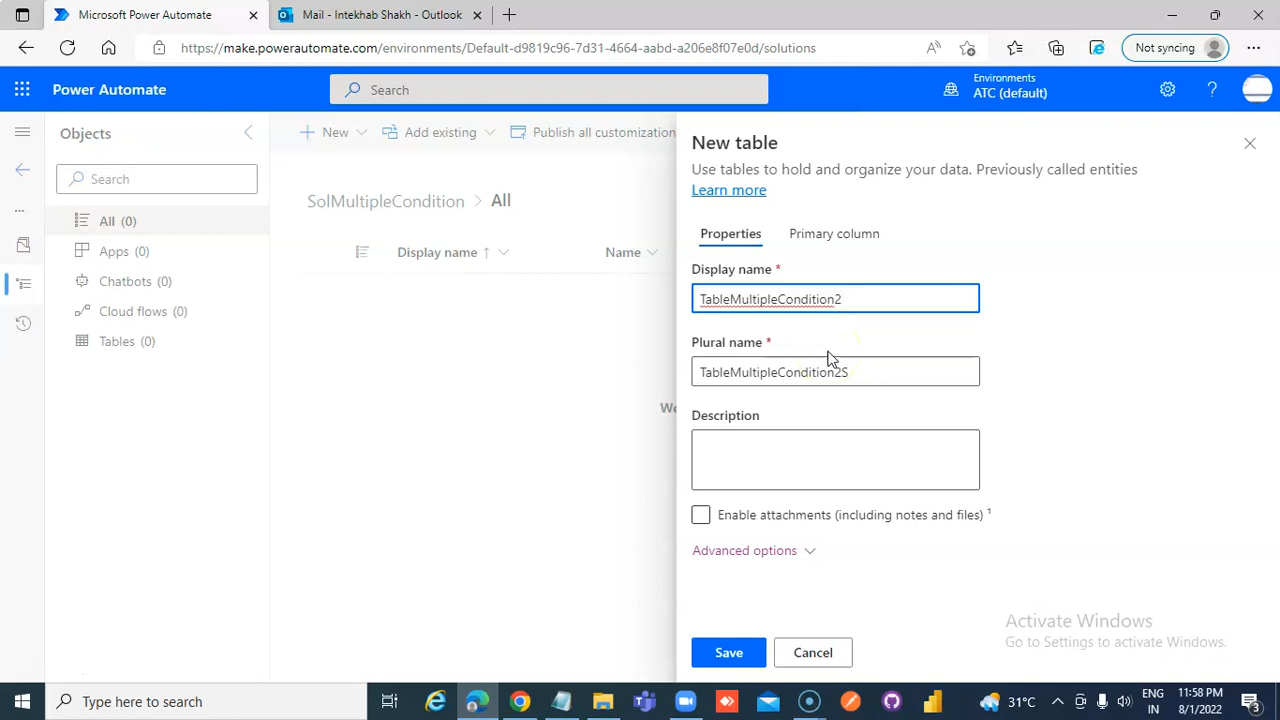 Microsoft Power Automate
Mail - Intekhab Shakh - Outlook
https://make.powerautomate.com/environments/Default-d9819c96-7d31-4664-aabd-a206e8f07e0d/solutions
Not syncing
Power Automate
Search
Environments
ATC (default)
Objects
New
Add existing
Publish all customization
Search
All (0)
Apps (0)
Chatbots (0)
Cloud flows (0)
Tables (0)
SolMultipleCondition > All
Display name
Name
We
New table
Use tables to hold and organize your data. Previously called entities
Learn more
Properties
Primary column
Display name *
TableMultipleCondition2
Plural name *
TableMultipleCondition2S
Description
Enable attachments (including notes and files) 1
Advanced options
Save
Cancel
Activate Windows
Go to Settings to activate Windows.
Type here to search
31°C
ENG
IN
11:58 PM
8/1/2022
3